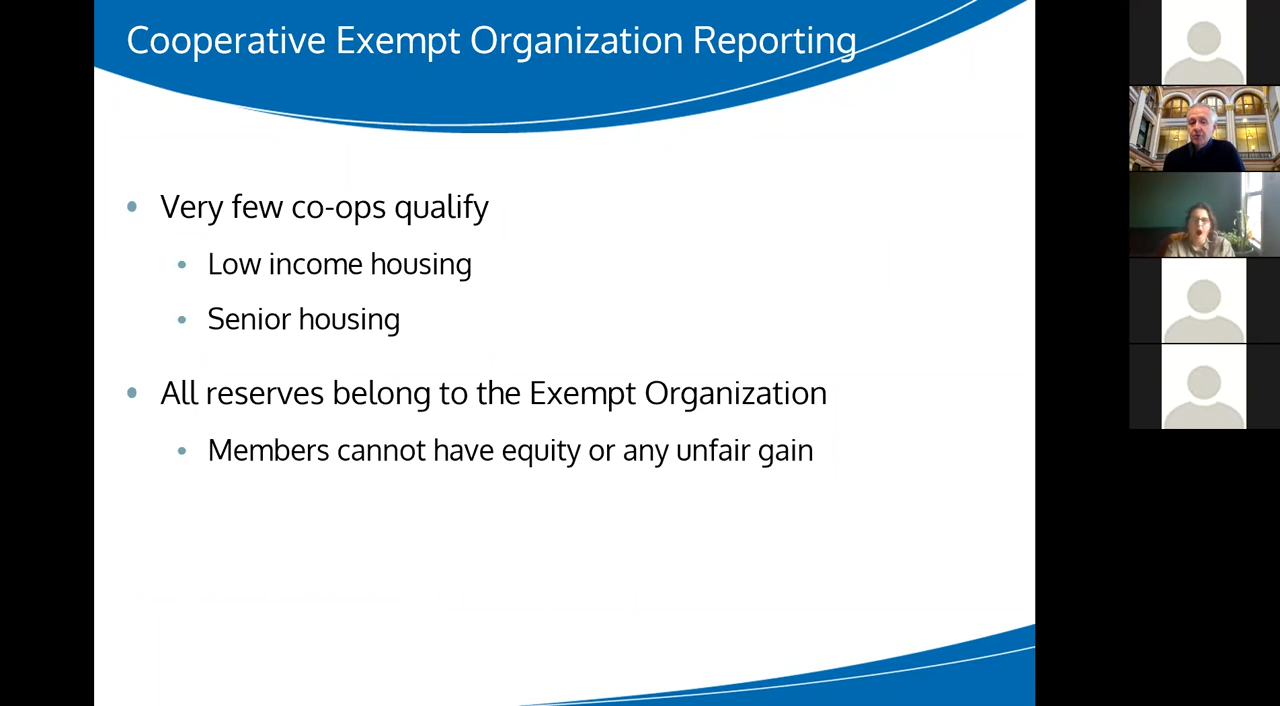 Cooperative Exempt Organization Reporting
Very few co-ops qualify
Low income housing
Senior housing
All reserves belong to the Exempt Organization
Members cannot have equity or any unfair gain